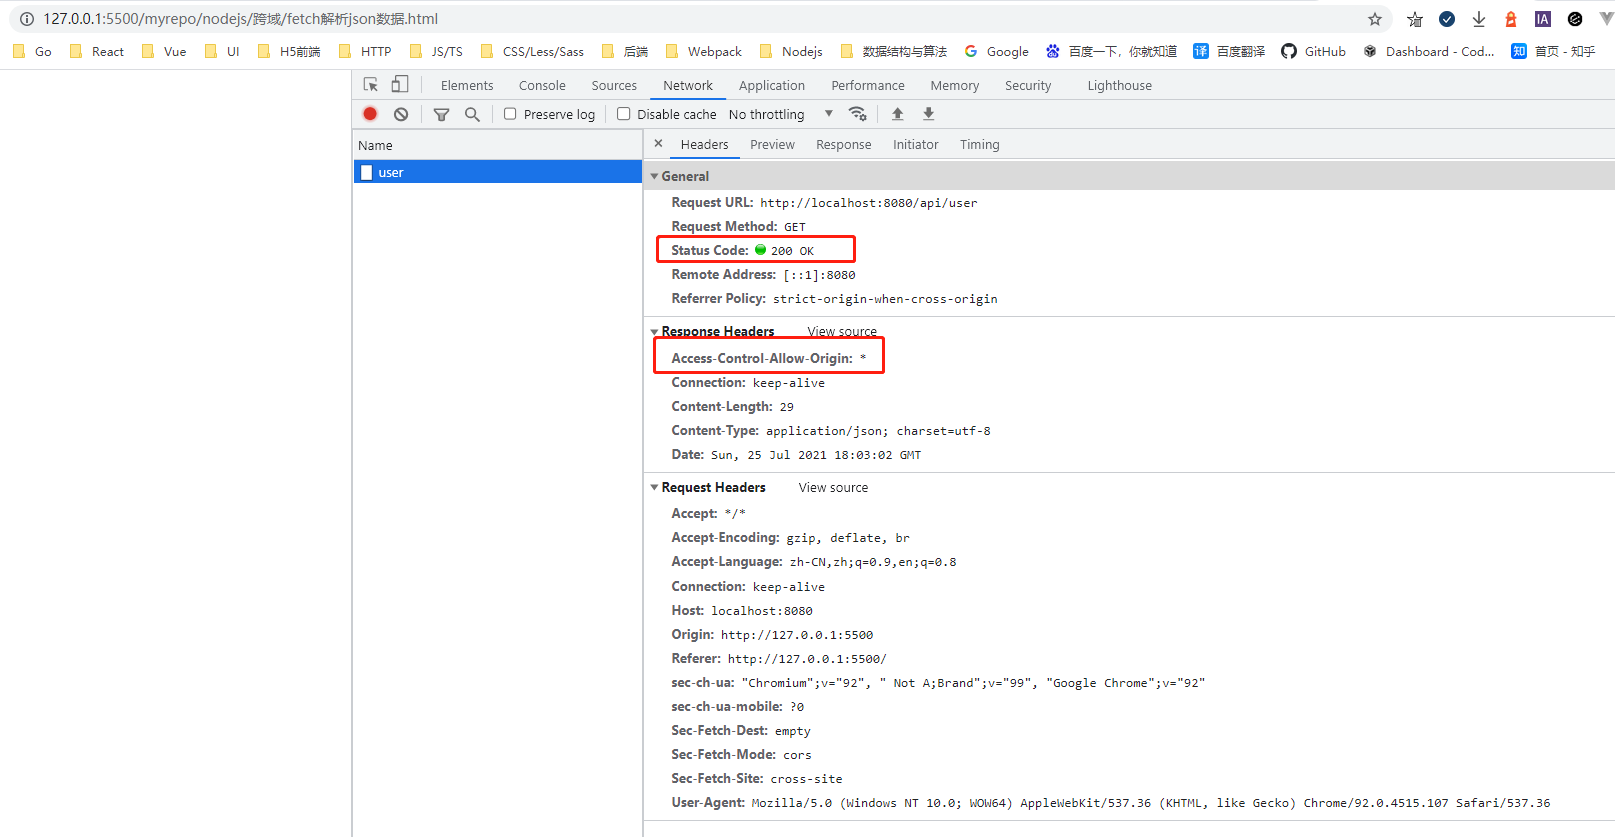 127.0.0.1:5500/myrepo/nodejs/跨域/fetch解析json数据.html
Go React Vue UI H5前端 HTTP JS/TS CSS/Less/Sass 后端 Webpack Nodejs 数据结构与算法 Google 百度一下，你就知道 译 百度翻译 GitHub Dashboard - Cod... 知 首页 - 知乎
Elements Console Sources Network Application Performance Memory Security Lighthouse
Preserve log Disable cache No throttling
Name
× Headers Preview Response Initiator Timing
user
General
Request URL: http://localhost:8080/api/user
Request Method: GET
Status Code: 200 OK
Remote Address: [::1]:8080
Referrer Policy: strict-origin-when-cross-origin
Response Headers View source
Access-Control-Allow-Origin: *
Connection: keep-alive
Content-Length: 29
Content-Type: application/json; charset=utf-8
Date: Sun, 25 Jul 2021 18:03:02 GMT
Request Headers View source
Accept: */*
Accept-Encoding: gzip, deflate, br
Accept-Language: zh-CN,zh;q=0.9,en;q=0.8
Connection: keep-alive
Host: localhost:8080
Origin: http://127.0.0.1:5500
Referer: http://127.0.0.1:5500/
sec-ch-ua: "Chromium";v="92", " Not A;Brand";v="99", "Google Chrome";v="92"
sec-ch-ua-mobile: ?0
Sec-Fetch-Dest: empty
Sec-Fetch-Mode: cors
Sec-Fetch-Site: cross-site
User-Agent: Mozilla/5.0 (Windows NT 10.0; WOW64) AppleWebKit/537.36 (KHTML, like Gecko) Chrome/92.0.4515.107 Safari/537.36